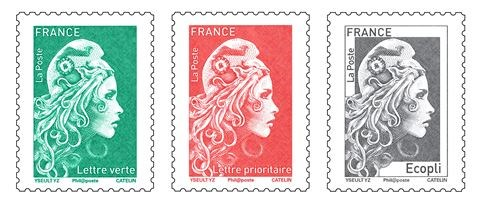 FRANCE
La Poste
Lettre verte
YSEULT YZ Phil@poste CATELIN
FRANCE
La Poste
Lettre prioritaire
YSEULT YZ Phil@poste CATELIN
FRANCE
La Poste
Ecopli
YSEULT YZ Phil@poste CATELIN